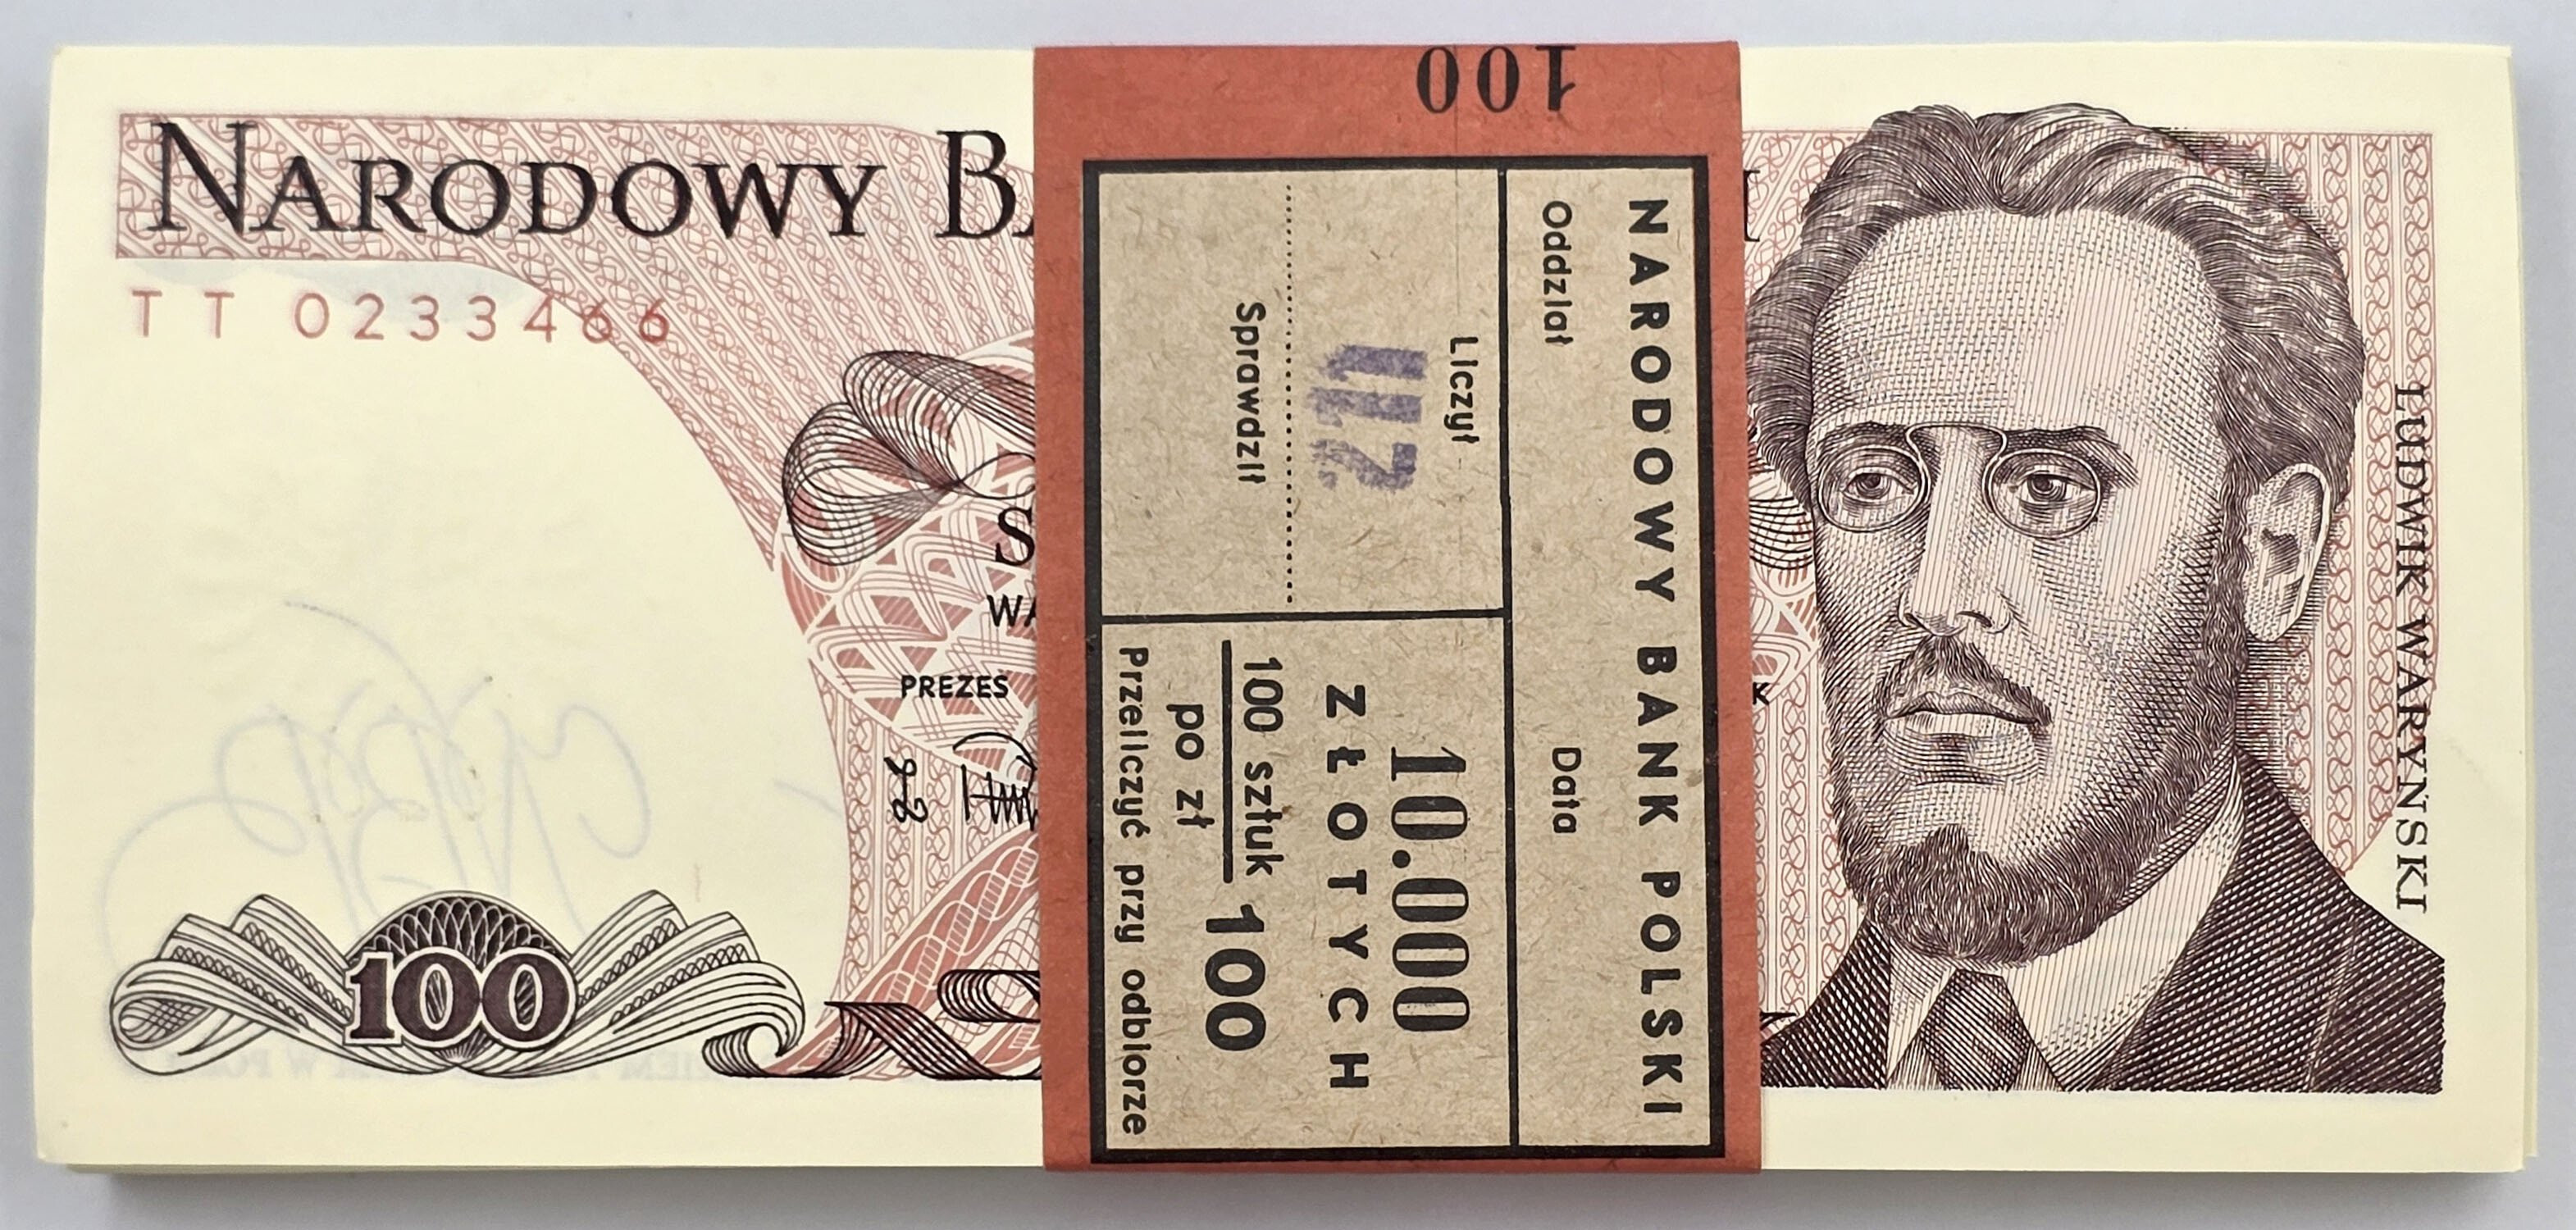 NARODOWY BA
TT 0233466
S
WA
PREZES
K
100
LUDWIK WARYŃSKI
100
NARODOWY BANK POLSKI
Oddział Data
Liczył
Sprawdził
10.000
ZŁOTYCH
100 sztuk
po zł 100
Przeliczyć przy odbiorze